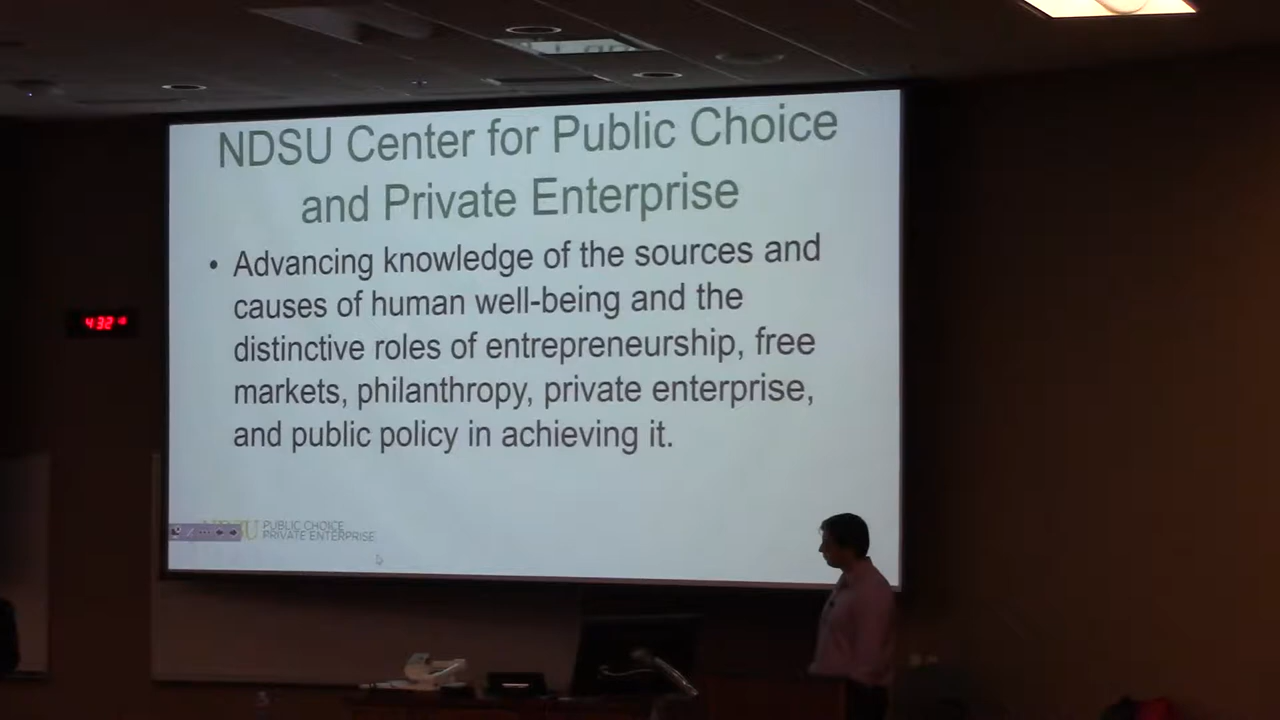 NDSU Center for Public Choice
and Private Enterprise
• Advancing knowledge of the sources and
causes of human well-being and the
distinctive roles of entrepreneurship, free
markets, philanthropy, private enterprise,
and public policy in achieving it.
4:32
NDSU PUBLIC CHOICE
PRIVATE ENTERPRISE